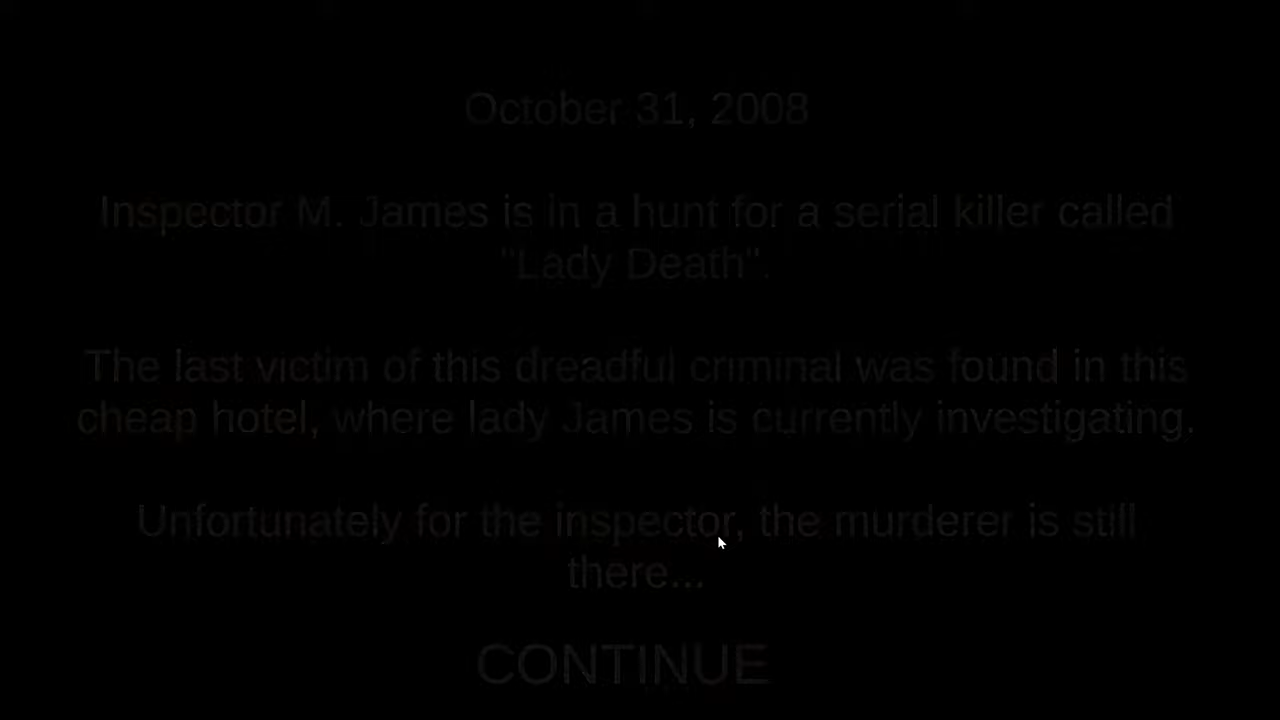 October 31, 2008
Inspector M. James is in a hunt for a serial killer called
"Lady Death".
The last victim of this dreadful criminal was found in this
cheap hotel, where lady James is currently investigating.
Unfortunately for the inspector, the murderer is still
there...
CONTINUE